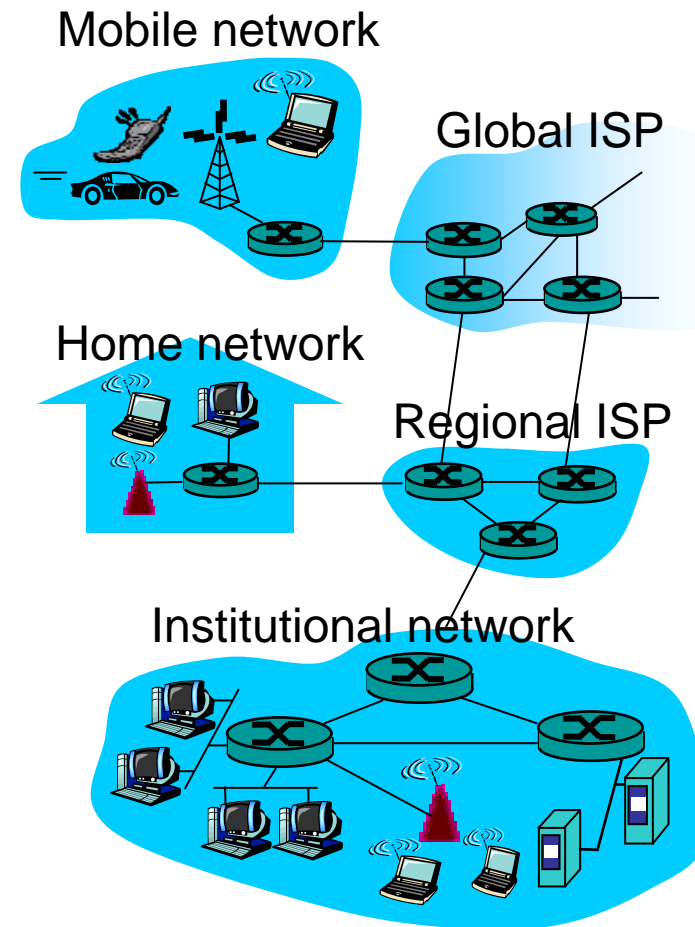 Mobile network
Global ISP
Home network
Regional ISP
Institutional network